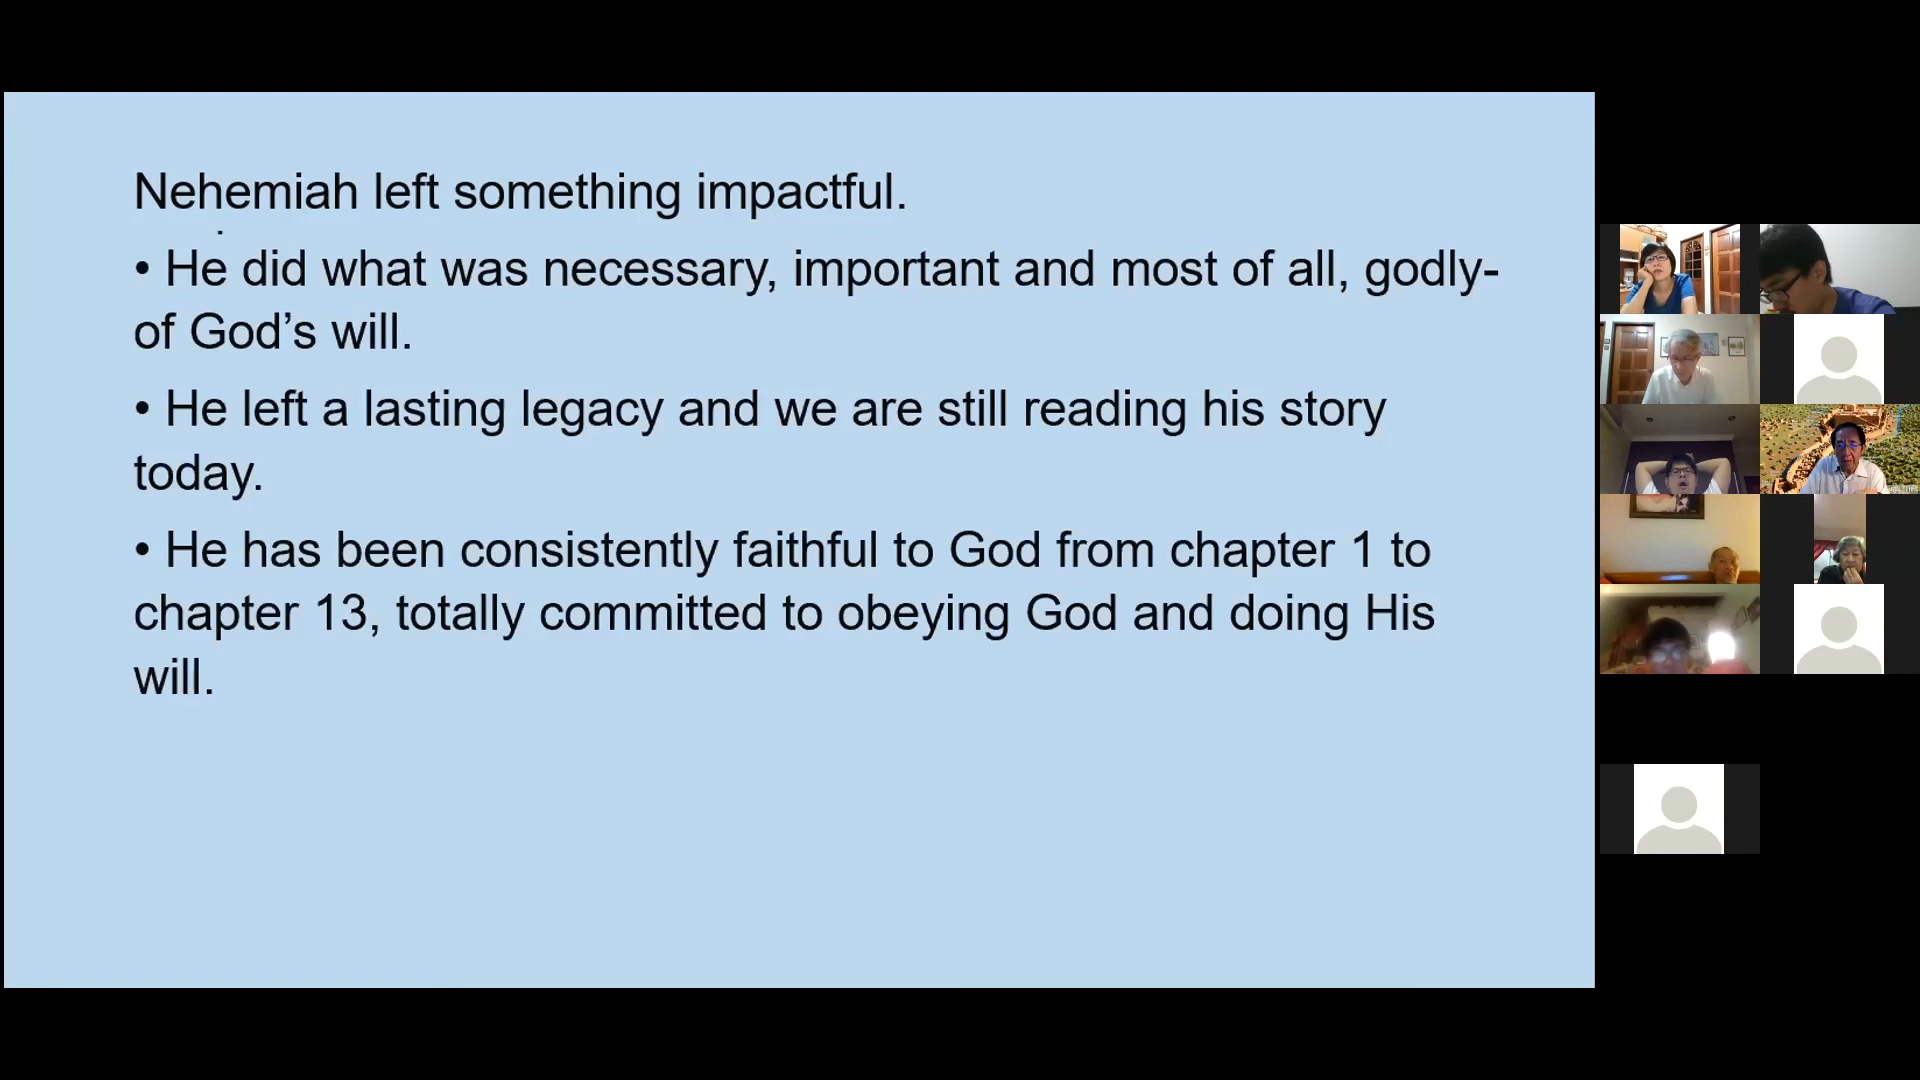 Nehemiah left something impactful.
• He did what was necessary, important and most of all, godly-
of God’s will.
• He left a lasting legacy and we are still reading his story
today.
• He has been consistently faithful to God from chapter 1 to
chapter 13, totally committed to obeying God and doing His
will.